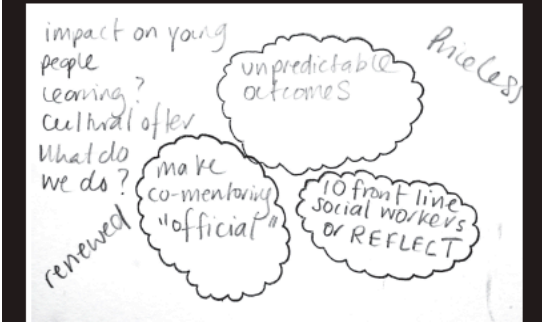 impact on young
people
learning?
cultural offer
What do
we do?
renewed
unpredictable
outcomes
Priceless
make
co-mentoring
"official"
10 front line
social workers
or REFLECT